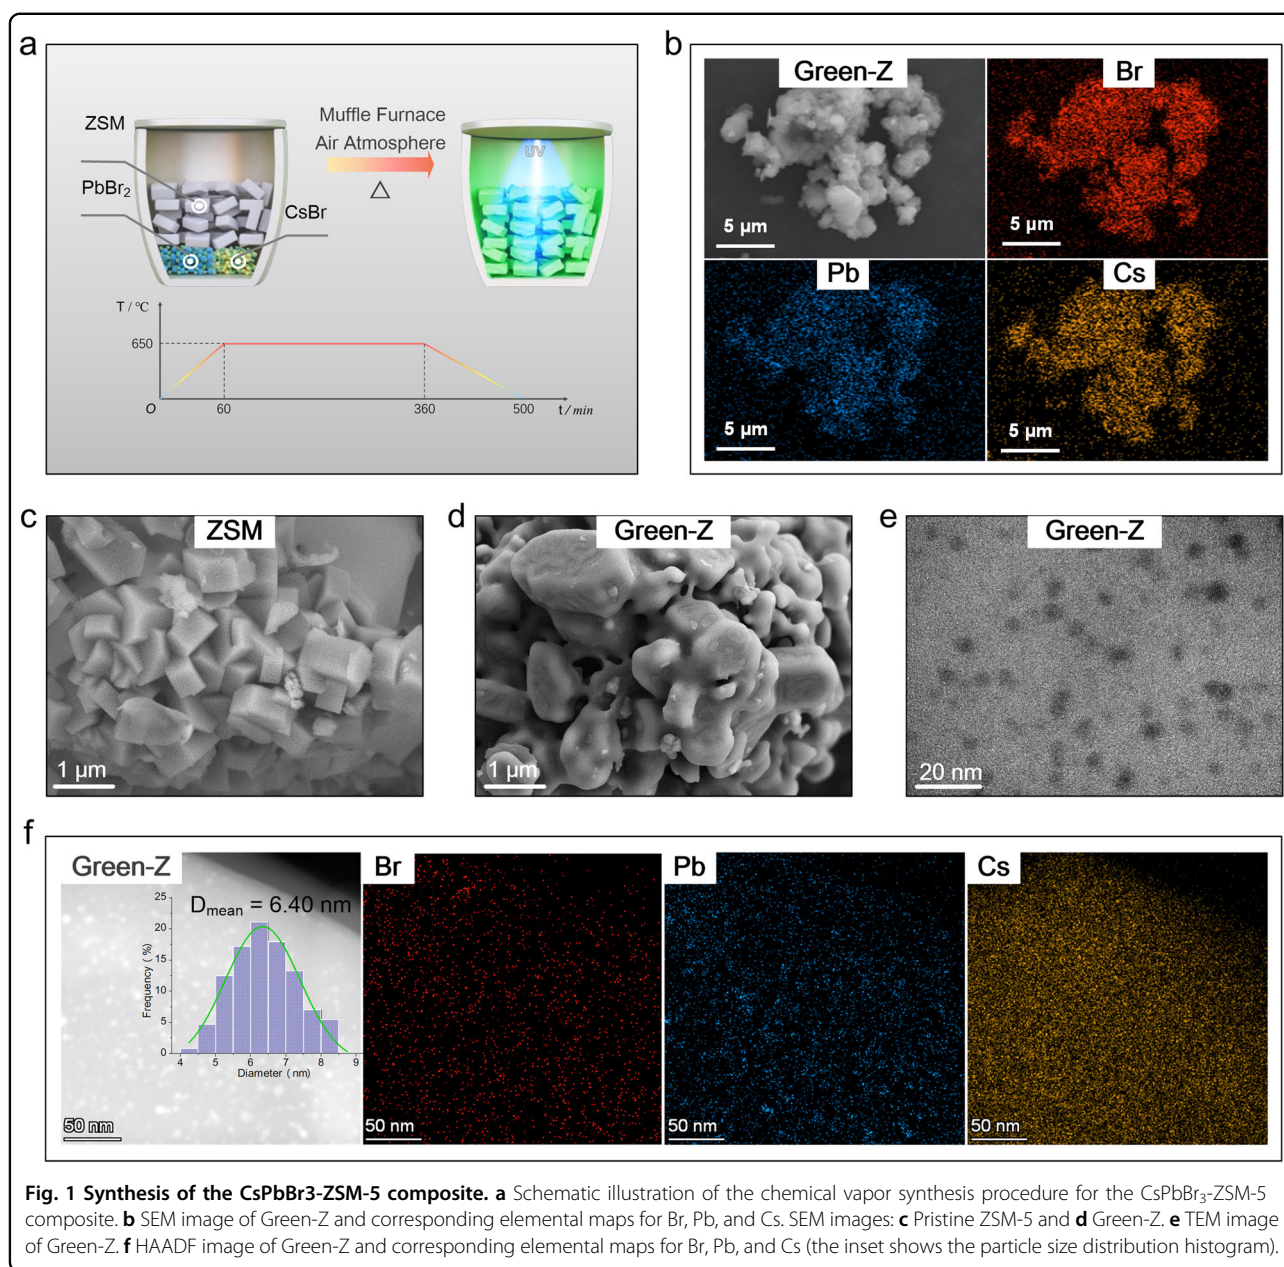 a
ZSM
PbBr2
CsBr
Muffle Furnace
Air Atmosphere
△
UV
T / °C
650
O
60
360
500
t / min
b
Green-Z
5 µm
Br
5 µm
Pb
5 µm
Cs
5 µm
c
ZSM
1 µm
d
Green-Z
1 µm
e
Green-Z
20 nm
f
Green-Z
Dmean = 6.40 nm
Frequency ( %)
25
20
15
10
5
0
4 5 6 7 8 9
Diameter ( nm)
50 nm
Br
50 nm
Pb
50 nm
Cs
50 nm
Fig. 1 Synthesis of the CsPbBr3-ZSM-5 composite. a Schematic illustration of the chemical vapor synthesis procedure for the CsPbBr3-ZSM-5
composite. b SEM image of Green-Z and corresponding elemental maps for Br, Pb, and Cs. SEM images: c Pristine ZSM-5 and d Green-Z. e TEM image
of Green-Z. f HAADF image of Green-Z and corresponding elemental maps for Br, Pb, and Cs (the inset shows the particle size distribution histogram).